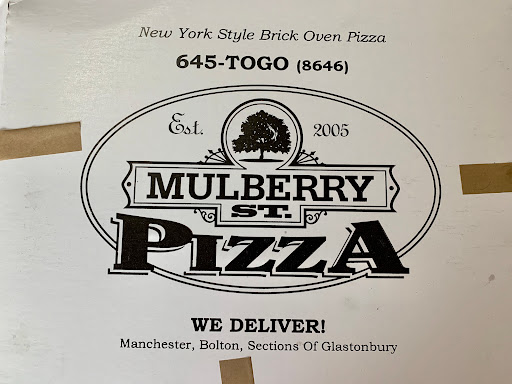 New York Style Brick Oven Pizza
645-TOGO (8646)
Est. 2005
MULBERRY
ST.
PIZZA
WE DELIVER!
Manchester, Bolton, Sections Of Glastonbury